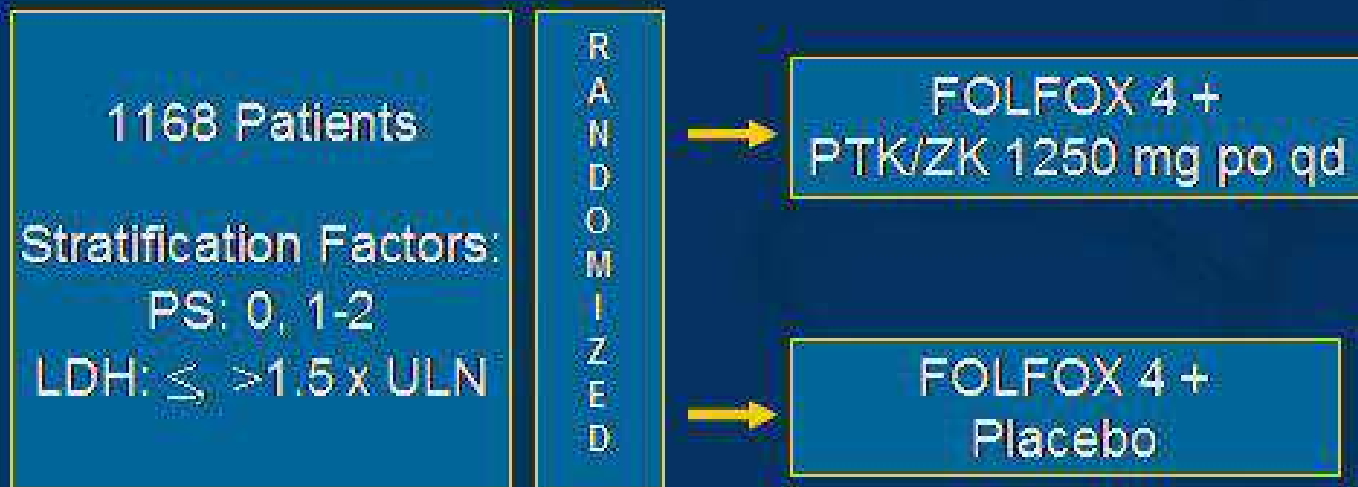 1168 Patients
Stratification Factors:
PS: 0, 1-2
LDH: ≤, >1.5 x ULN
RANDOMIZED
FOLFOX 4 +
PTK/ZK 1250 mg po qd
FOLFOX 4 +
Placebo